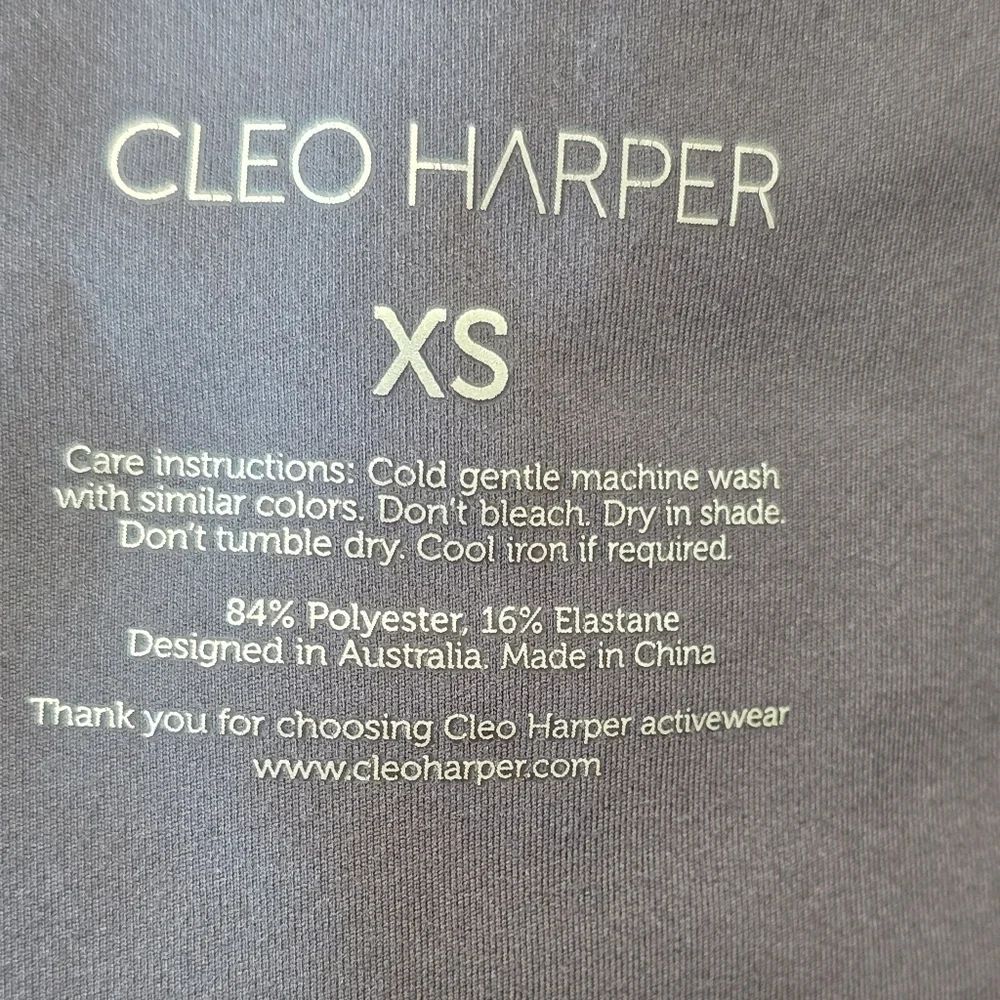 CLEO HARPER
XS
Care instructions: Cold gentle machine wash
with similar colors. Don't bleach. Dry in shade.
Don't tumble dry. Cool iron if required.
84% Polyester, 16% Elastane
Designed in Australia. Made in China
Thank you for choosing Cleo Harper activewear
www.cleoharper.com